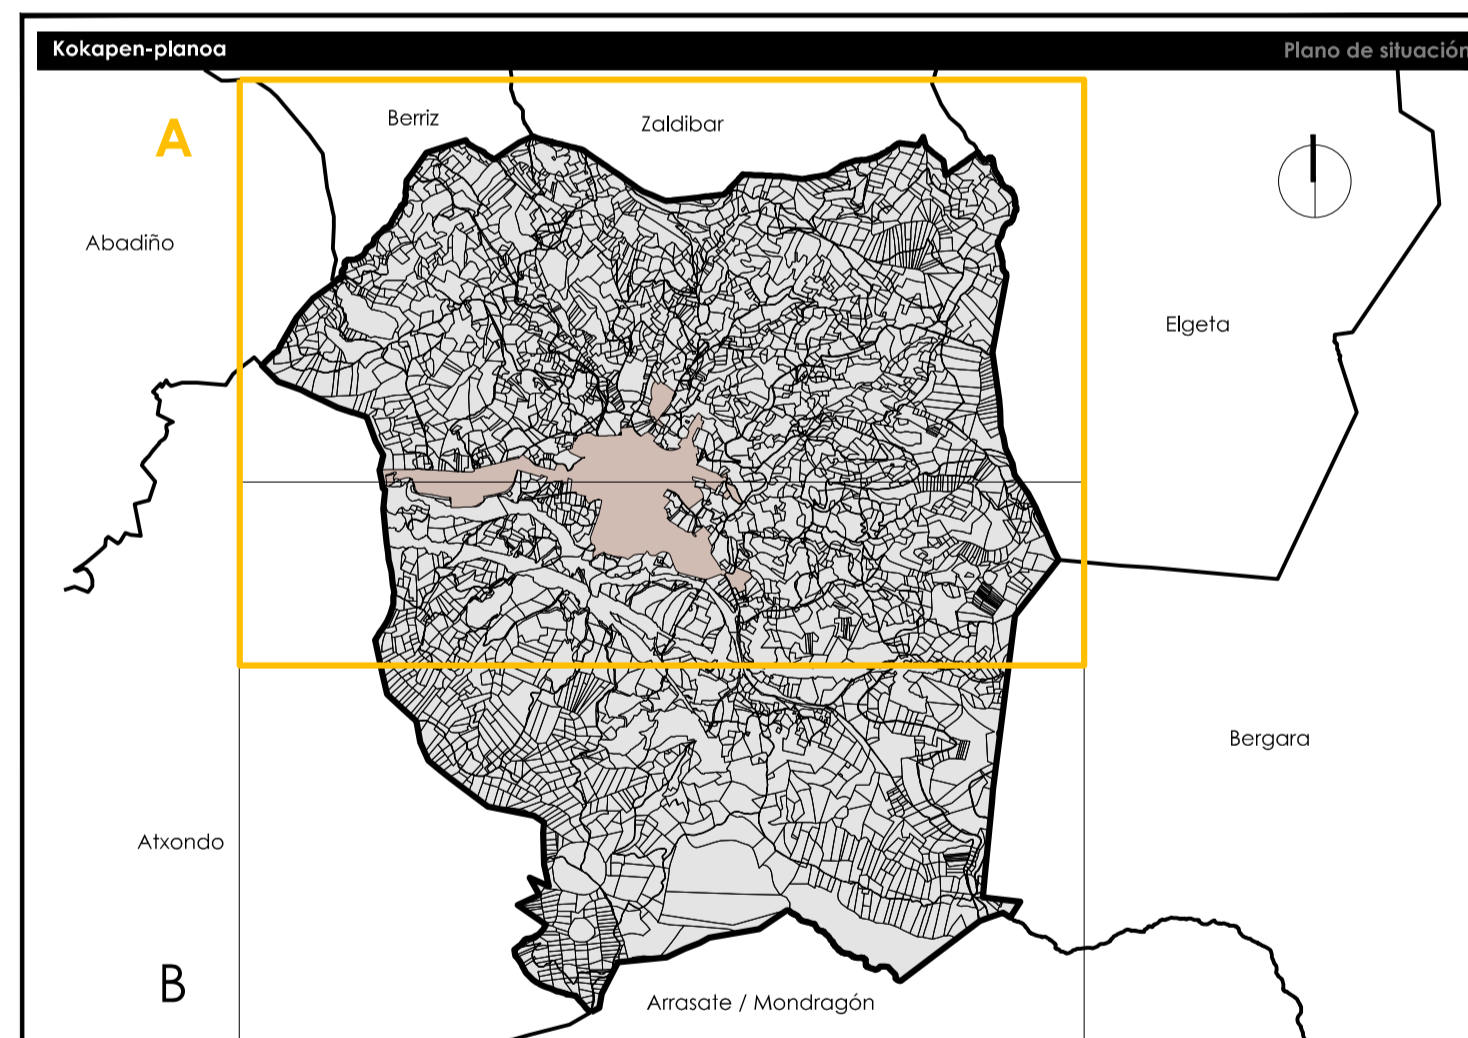 Kokapen-planoa
Plano de situación
A
Berriz
Zaldibar
Abadiño
Elgeta
Bergara
Atxondo
B
Arrasate / Mondragón